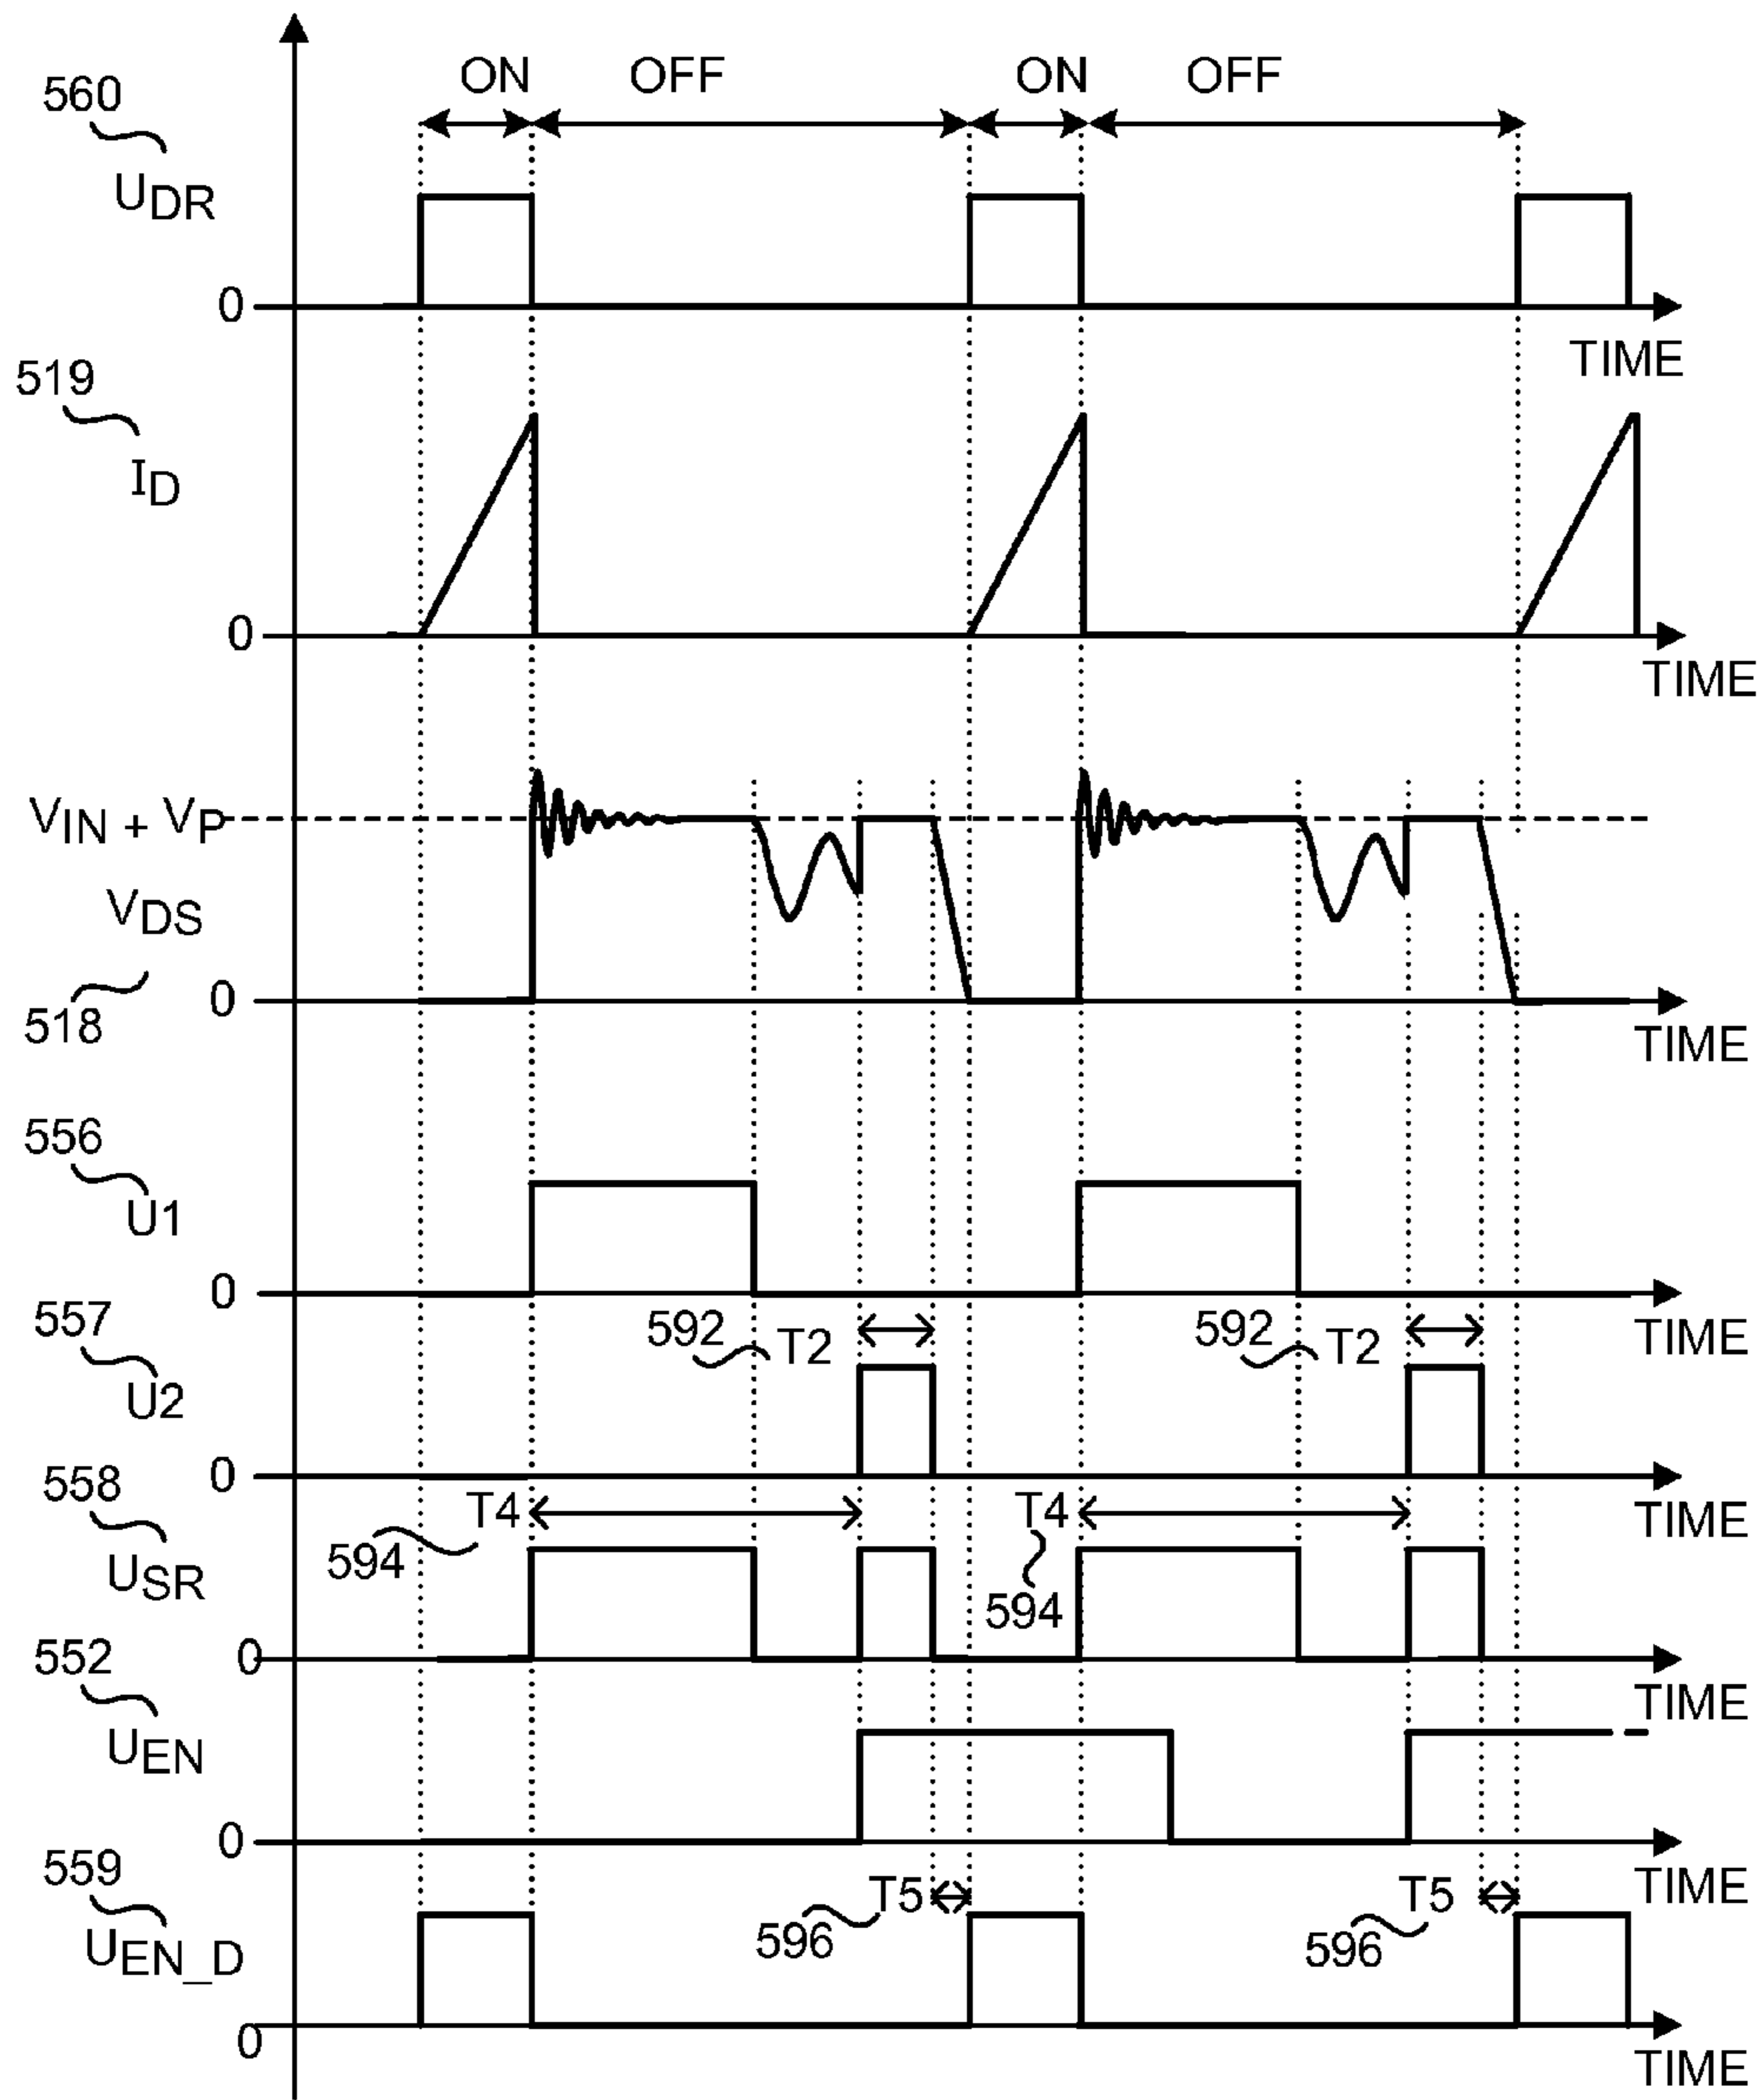 ON OFF ON OFF
560
UDR
0
TIME
519
ID
0
TIME
VIN + VP
VDS
518
0
TIME
556
U1
0
TIME
557
592 T2 592 T2
U2
0
TIME
558
T4 T4
594
USR
594
552
0
TIME
UEN
0
TIME
559
T5 T5
596 596
UEN_D
0
TIME